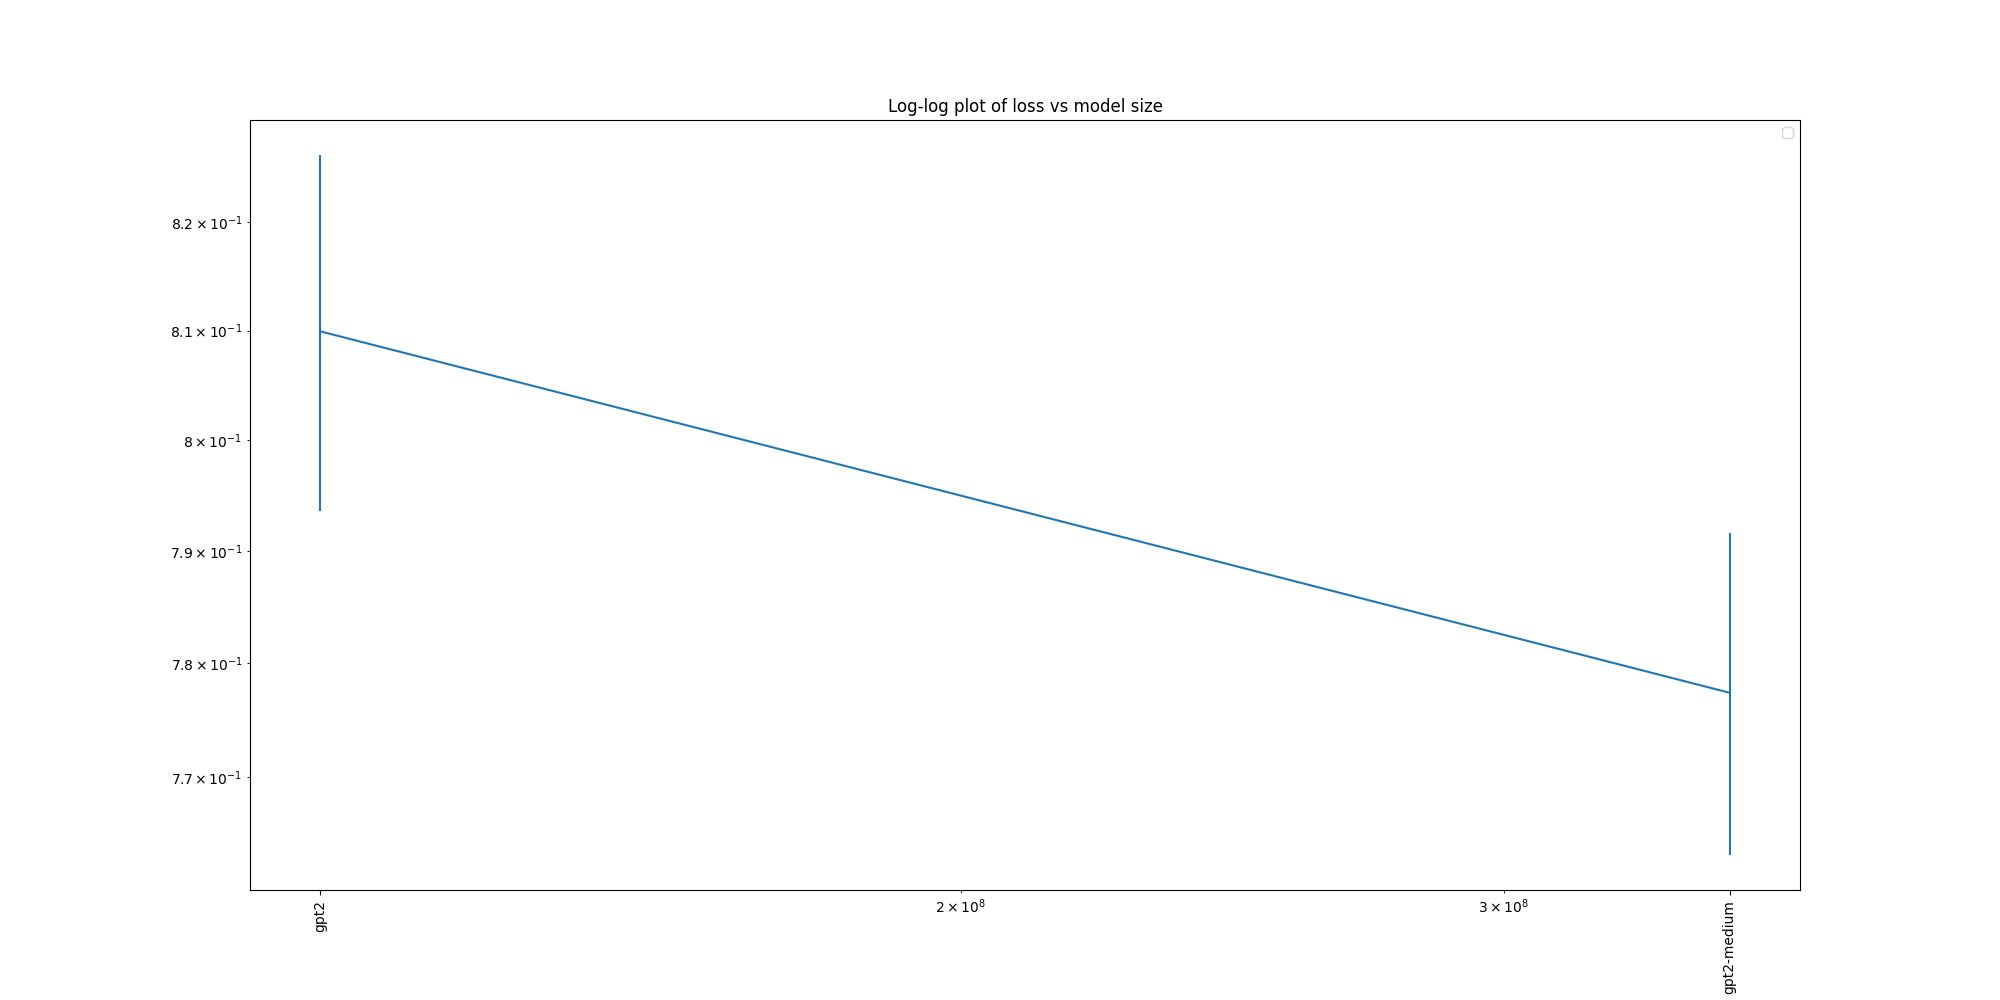 Log-log plot of loss vs model size
8.2 × 10⁻¹
8.1 × 10⁻¹
8 × 10⁻¹
7.9 × 10⁻¹
7.8 × 10⁻¹
7.7 × 10⁻¹
gpt2
2 × 10⁸
3 × 10⁸
gpt2-medium